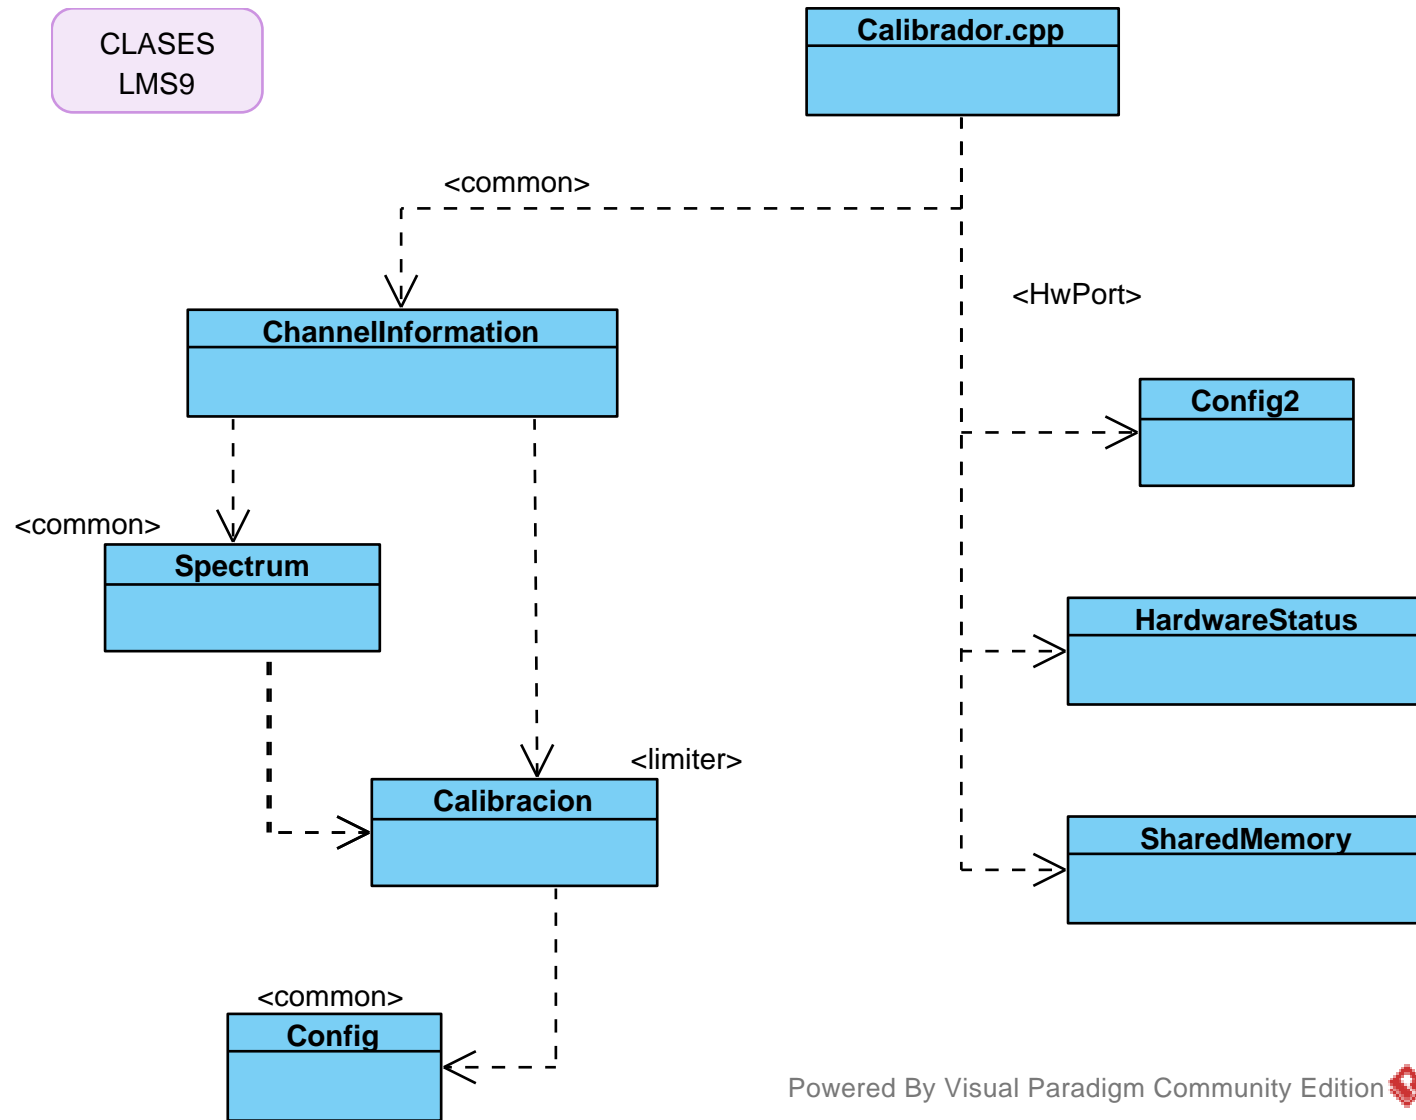 CLASES
LMS9
Calibrador.cpp
<common>
<HwPort>
ChannelInformation
Config2
<common>
Spectrum
HardwareStatus
<limiter>
Calibracion
SharedMemory
<common>
Config
Powered By Visual Paradigm Community Edition